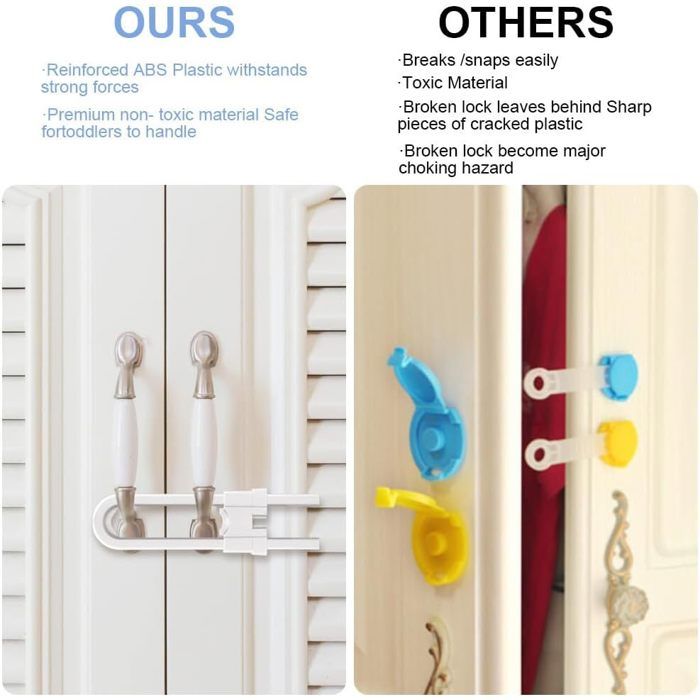 OURS
·Reinforced ABS Plastic withstands
strong forces
·Premium non- toxic material Safe
fortoddlers to handle
OTHERS
·Breaks /snaps easily
·Toxic Material
·Broken lock leaves behind Sharp
pieces of cracked plastic
·Broken lock become major
choking hazard